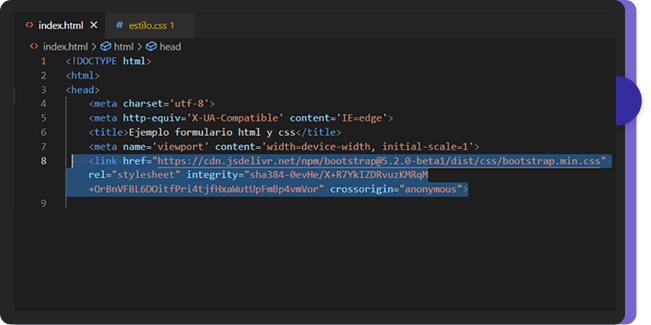 index.html
# estilo.css 1
index.html > html > head
1 <!DOCTYPE html>
2 <html>
3 <head>
4 <meta charset='utf-8'>
5 <meta http-equiv='X-UA-Compatible' content='IE=edge'>
6 <title>Ejemplo formulario html y css</title>
7 <meta name='viewport' content='width=device-width, initial-scale=1'>
8 <link href="https://cdn.jsdelivr.net/npm/bootstrap@5.2.0-beta1/dist/css/bootstrap.min.css"
rel="stylesheet" integrity="sha384-0evHe/X+R7YkIZDRvuzKMRqM
+OrBnVFBL6DOitfPri4tjfHxaWutUpFmBp4vmVor" crossorigin="anonymous">
9